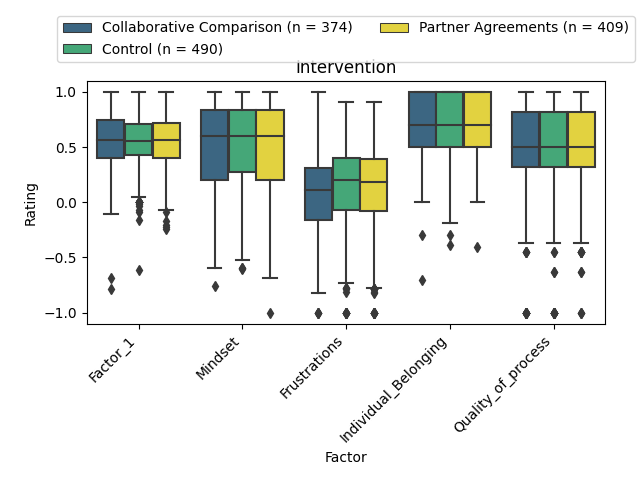 Collaborative Comparison (n = 374)
Control (n = 490)
Partner Agreements (n = 409)
Intervention
1.0
0.5
0.0
−0.5
−1.0
Rating
Factor_1
Mindset
Frustrations
Individual_Belonging
Quality_of_process
Factor